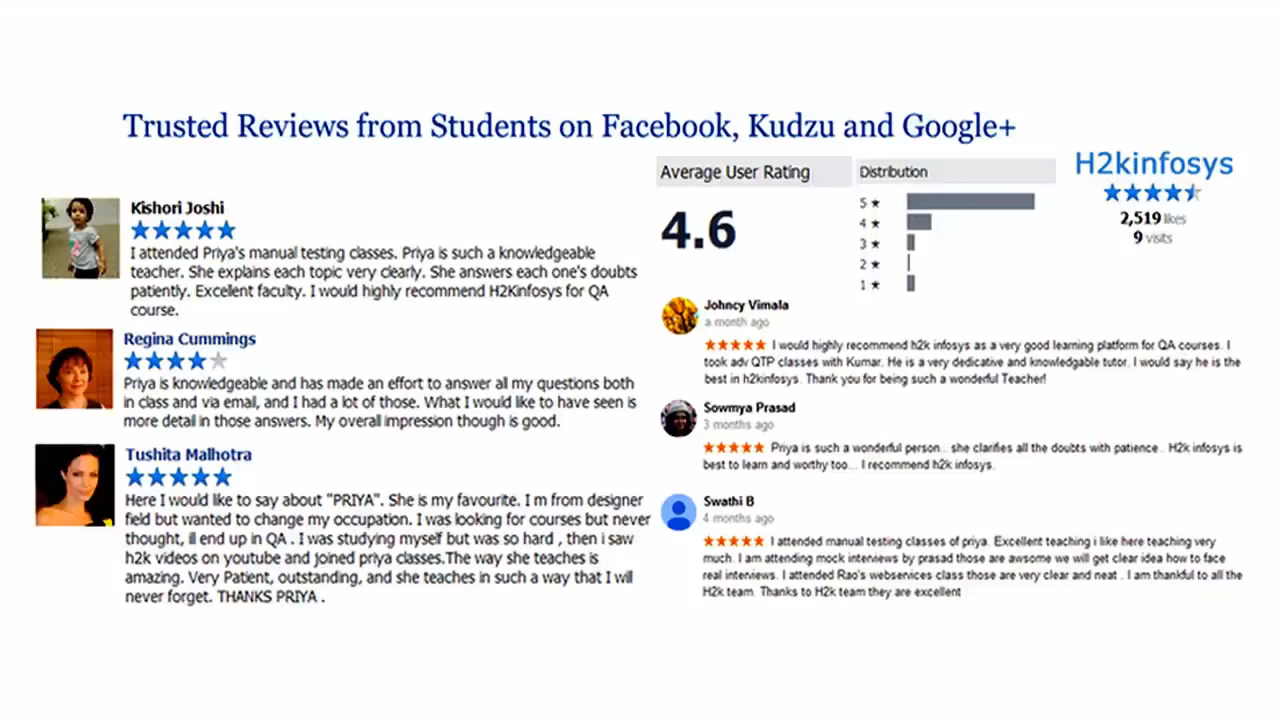 Trusted Reviews from Students on Facebook, Kudzu and Google+
Kishori Joshi
I attended Priya's manual testing classes. Priya is such a knowledgeable
teacher. She explains each topic very clearly. She answers each one's doubts
patiently. Excellent faculty. I would highly recommend H2Kinfosys for QA
course.
Regina Cummings
Priya is knowledgeable and has made an effort to answer all my questions both
in class and via email, and I had a lot of those. What I would like to have seen is
more detail in those answers. My overall impression though is good.
Tushita Malhotra
Here I would like to say about "PRIYA". She is my favourite. I m from designer
field but wanted to change my occupation. I was looking for courses but never
thought, ill end up in QA . I was studying myself but was so hard , then i saw
h2k videos on youtube and joined priya classes.The way she teaches is
amazing. Very Patient, outstanding, and she teaches in such a way that I will
never forget. THANKS PRIYA .
Average User Rating
4.6
Distribution
5 ★
4 ★
3 ★
2 ★
1 ★
H2kinfosys
2,519 likes
9 visits
Johncy Vimala
a month ago
I would highly recommend h2k infosys as a very good learning platform for QA courses. I
took adv QTP classes with Kumar. He is a very dedicative and knowledgable tutor. I would say he is the
best in h2kinfosys. Thank you for being such a wonderful Teacher!
Sowmya Prasad
3 months ago
Priya is such a wonderful person.. she clarifies all the doubts with patience.. H2k infosys is
best to learn and worthy too... I recommend h2k infosys.
Swathi B
4 months ago
I attended manual testing classes of priya. Excellent teaching i like here teaching very
much. I am attending mock interviews by prasad those are awsome we will get clear idea how to face
real interviews. I attended Rao's webservices class those are very clear and neat . I am thankful to all the
H2k team. Thanks to H2k team they are excellent